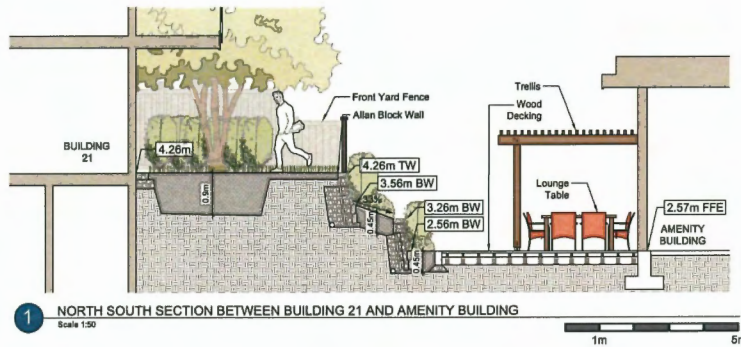 Trellis
Front Yard Fence
Wood
Decking
Allan Block Wall
BUILDING
21
4.26m
4.26m TW
3.56m BW
33%
0.9m
0.45m
3.26m BW
2.56m BW
0.45m
Lounge
Table
2.57m FFE
AMENITY
BUILDING
1
NORTH SOUTH SECTION BETWEEN BUILDING 21 AND AMENITY BUILDING
Scale 1:50
1m